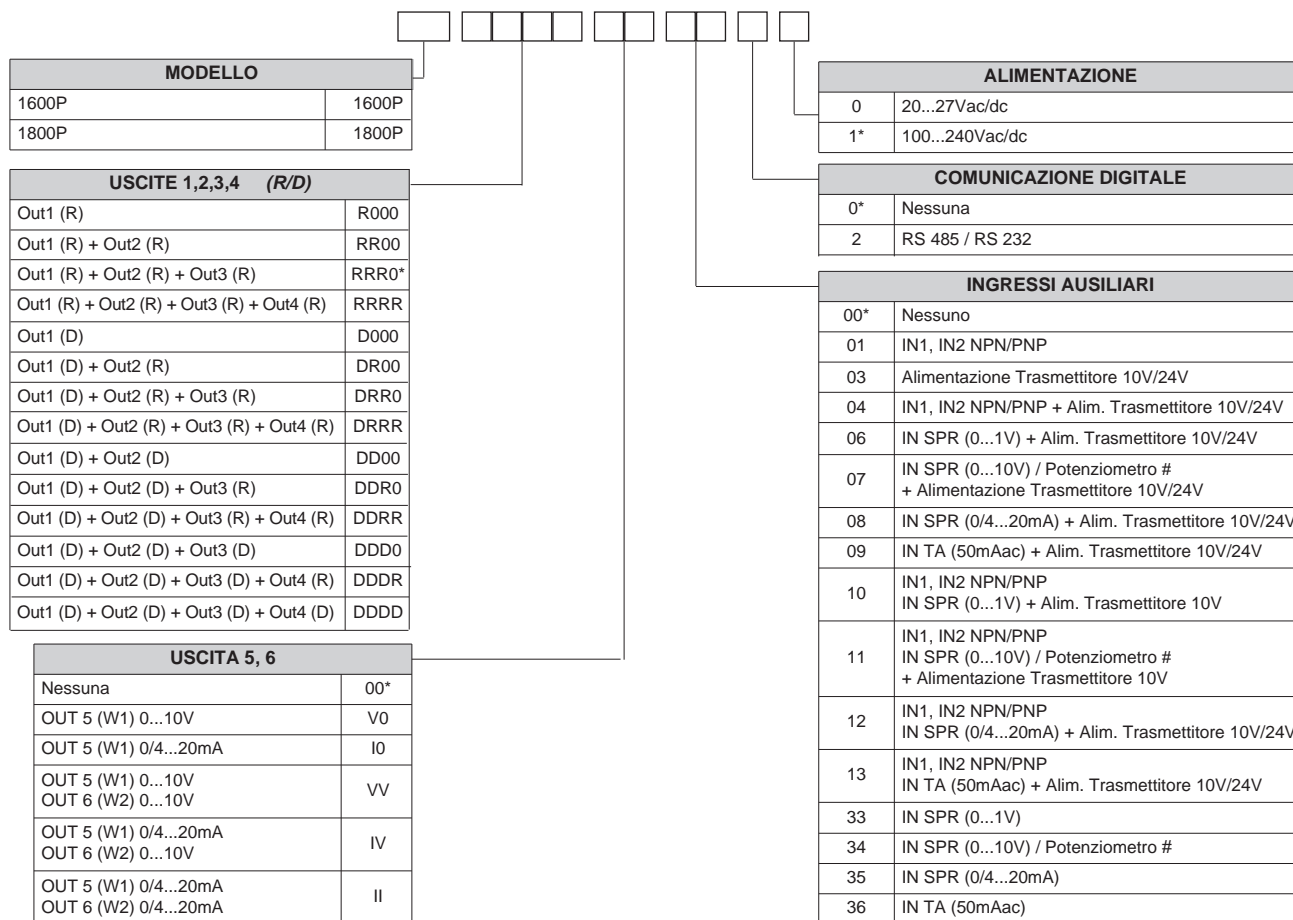 MODELLO
1600P 1600P
1800P 1800P
USCITE 1,2,3,4 (R/D)
Out1 (R) R000
Out1 (R) + Out2 (R) RR00
Out1 (R) + Out2 (R) + Out3 (R) RRR0*
Out1 (R) + Out2 (R) + Out3 (R) + Out4 (R) RRRR
Out1 (D) D000
Out1 (D) + Out2 (R) DR00
Out1 (D) + Out2 (R) + Out3 (R) DRR0
Out1 (D) + Out2 (R) + Out3 (R) + Out4 (R) DRRR
Out1 (D) + Out2 (D) DD00
Out1 (D) + Out2 (D) + Out3 (R) DDR0
Out1 (D) + Out2 (D) + Out3 (R) + Out4 (R) DDRR
Out1 (D) + Out2 (D) + Out3 (D) DDD0
Out1 (D) + Out2 (D) + Out3 (D) + Out4 (R) DDDR
Out1 (D) + Out2 (D) + Out3 (D) + Out4 (D) DDDD
USCITA 5, 6
Nessuna 00*
OUT 5 (W1) 0...10V V0
OUT 5 (W1) 0/4...20mA I0
OUT 5 (W1) 0...10V
OUT 6 (W2) 0...10V
VV
OUT 5 (W1) 0/4...20mA
OUT 6 (W2) 0...10V
IV
OUT 5 (W1) 0/4...20mA
OUT 6 (W2) 0/4...20mA
II
ALIMENTAZIONE
0 20...27Vac/dc
1* 100...240Vac/dc
COMUNICAZIONE DIGITALE
0* Nessuna
2 RS 485 / RS 232
INGRESSI AUSILIARI
00* Nessuno
01 IN1, IN2 NPN/PNP
03 Alimentazione Trasmettitore 10V/24V
04 IN1, IN2 NPN/PNP + Alim. Trasmettitore 10V/24V
06 IN SPR (0...1V) + Alim. Trasmettitore 10V/24V
07
IN SPR (0...10V) / Potenziometro #
+ Alimentazione Trasmettitore 10V/24V
08 IN SPR (0/4...20mA) + Alim. Trasmettitore 10V/24V
09 IN TA (50mAac) + Alim. Trasmettitore 10V/24V
10
IN1, IN2 NPN/PNP
IN SPR (0...1V) + Alim. Trasmettitore 10V
11
IN1, IN2 NPN/PNP
IN SPR (0...10V) / Potenziometro #
+ Alimentazione Trasmettitore 10V
12
IN1, IN2 NPN/PNP
IN SPR (0/4...20mA) + Alim. Trasmettitore 10V/24V
13
IN1, IN2 NPN/PNP
IN TA (50mAac) + Alim. Trasmettitore 10V/24V
33 IN SPR (0...1V)
34 IN SPR (0...10V) / Potenziometro #
35 IN SPR (0/4...20mA)
36 IN TA (50mAac)